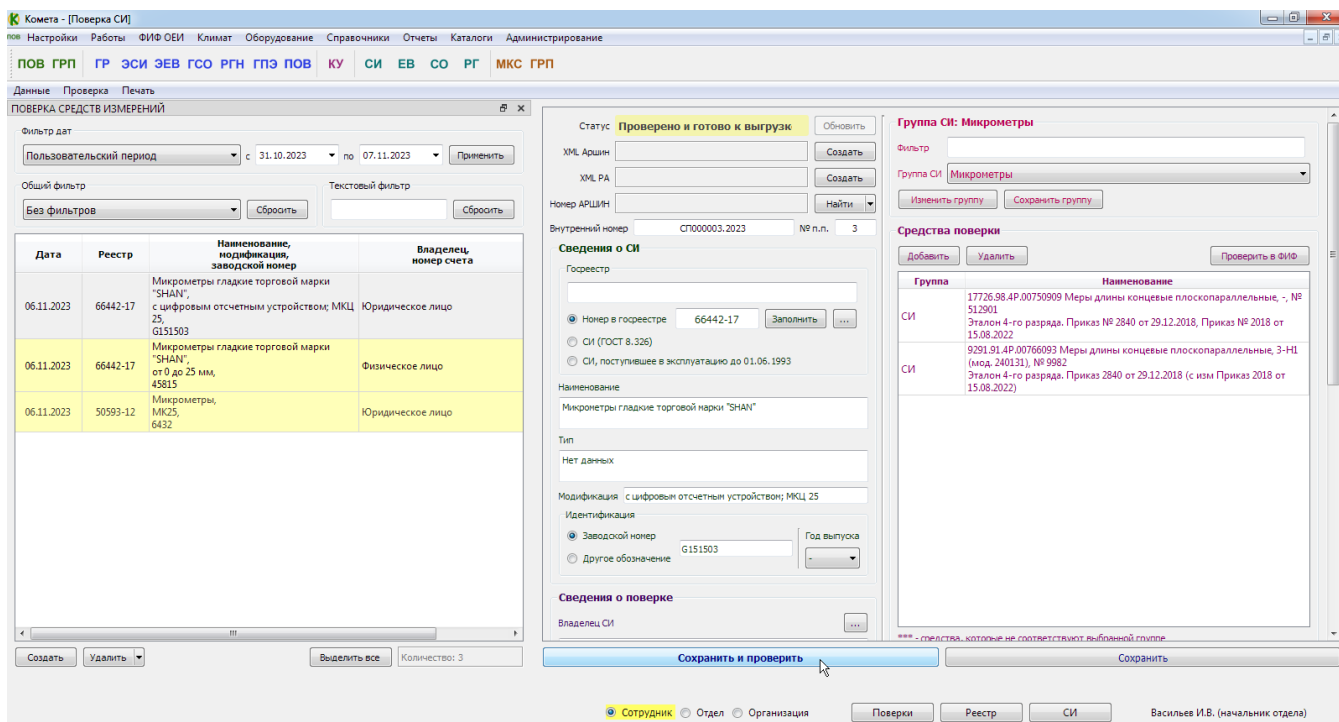 Комета - [Поверка СИ]
пов Настройки Работы ФИФ ОЕИ Климат Оборудование Справочники Отчеты Каталоги Администрирование
ПОВ ГРП ГР ЭСИ ЭЕВ ГСО РГН ГПЭ ПОВ КУ СИ ЕВ СО РГ МКС ГРП
Данные Проверка Печать
ПОВЕРКА СРЕДСТВ ИЗМЕРЕНИЙ
Фильтр дат
Пользовательский период с 31.10.2023 по 07.11.2023 Применить
Общий фильтр Текстовый фильтр
Без фильтров Сбросить Сбросить
Дата Реестр Наименование, модификация, заводской номер Владелец, номер счета
06.11.2023 66442-17 Микрометры гладкие торговой марки
"SHAN",
с цифровым отсчетным устройством; МКЦ Юридическое лицо
25,
G151503
06.11.2023 66442-17 Микрометры гладкие торговой марки
"SHAN",
от 0 до 25 мм, Физическое лицо
45815
06.11.2023 50593-12 Микрометры,
МК25, Юридическое лицо
6432
Создать Удалить Выделить все Количество: 3
Статус Проверено и готово к выгрузк Обновить
XML Аршин Создать
XML РА Создать
Номер АРШИН Найти
Внутренний номер СП000003.2023 № п.п. 3
Сведения о СИ
Госреестр
Номер в госреестре 66442-17 Заполнить ...
СИ (ГОСТ 8.326)
СИ, поступившее в эксплуатацию до 01.06.1993
Наименование
Микрометры гладкие торговой марки "SHAN"
Тип
Нет данных
Модификация с цифровым отсчетным устройством; МКЦ 25
Идентификация
Заводской номер Год выпуска
G151503
Другое обозначение -
Сведения о поверке
Владелец СИ ...
Группа СИ: Микрометры
Фильтр
Группа СИ Микрометры
Изменить группу Сохранить группу
Средства поверки
Добавить Удалить Проверить в ФИФ
Группа Наименование
СИ 17726.98.4Р.00750909 Меры длины концевые плоскопараллельные, -, №
512901
Эталон 4-го разряда. Приказ № 2840 от 29.12.2018, Приказ № 2018 от
15.08.2022
СИ 9291.91.4Р.00766093 Меры длины концевые плоскопараллельные, 3-Н1
(мод. 240131), № 9982
Эталон 4-го разряда. Приказ 2840 от 29.12.2018 (с изм Приказ 2018 от
15.08.2022)
*** - средства, которые не соответствуют выбранной группе
Сохранить и проверить Сохранить
Сотрудник Отдел Организация Поверки Реестр СИ Васильев И.В. (начальник отдела)